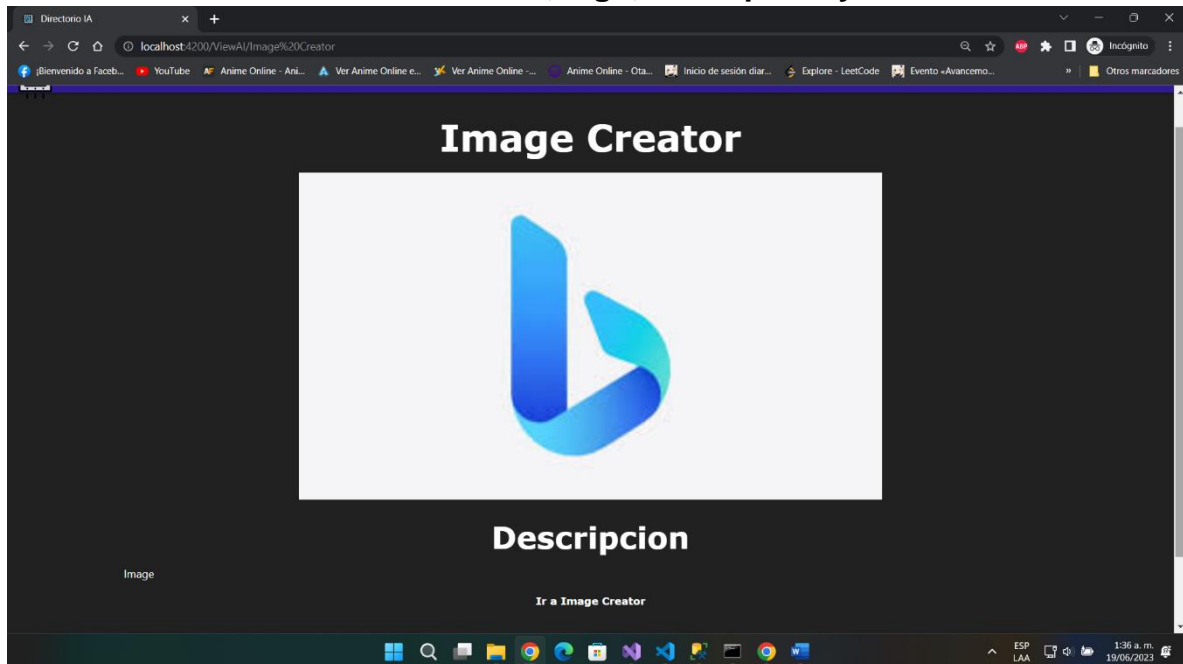 Directorio IA
localhost:4200/ViewAI/Image%20Creator
Incógnito
¡Bienvenido a Faceb...
YouTube
Anime Online - Ani...
Ver Anime Online e...
Ver Anime Online -...
Anime Online - Ota...
Inicio de sesión diar...
Explore - LeetCode
Evento «Avancemo...
»
Otros marcadores
Image Creator
Descripcion
Image
Ir a Image Creator
ESP
LAA
1:36 a. m.
19/06/2023